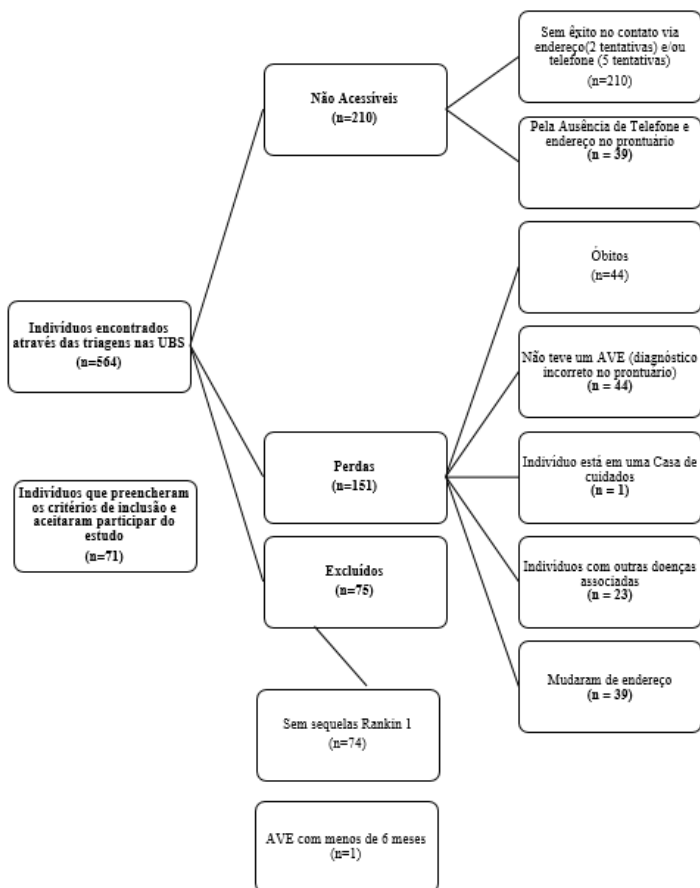 Indivíduos encontrados
através das triagens nas UBS
(n=564)
Indivíduos que preencheram
os critérios de inclusão e
aceitaram participar do
estudo
(n=71)
Não Acessíveis
(n=210)
Perdas
(n=151)
Excluídos
(n=75)
Sem sequelas Rankin 1
(n=74)
AVE com menos de 6 meses
(n=1)
Sem êxito no contato via
endereço(2 tentativas) e/ou
telefone (5 tentativas)
(n=210)
Pela Ausência de Telefone e
endereço no prontuário
(n = 39)
Óbitos
(n=44)
Não teve um AVE (diagnóstico
incorreto no prontuário)
(n = 44)
Indivíduo está em uma Casa de
cuidados
(n = 1)
Indivíduos com outras doenças
associadas
(n = 23)
Mudaram de endereço
(n = 39)